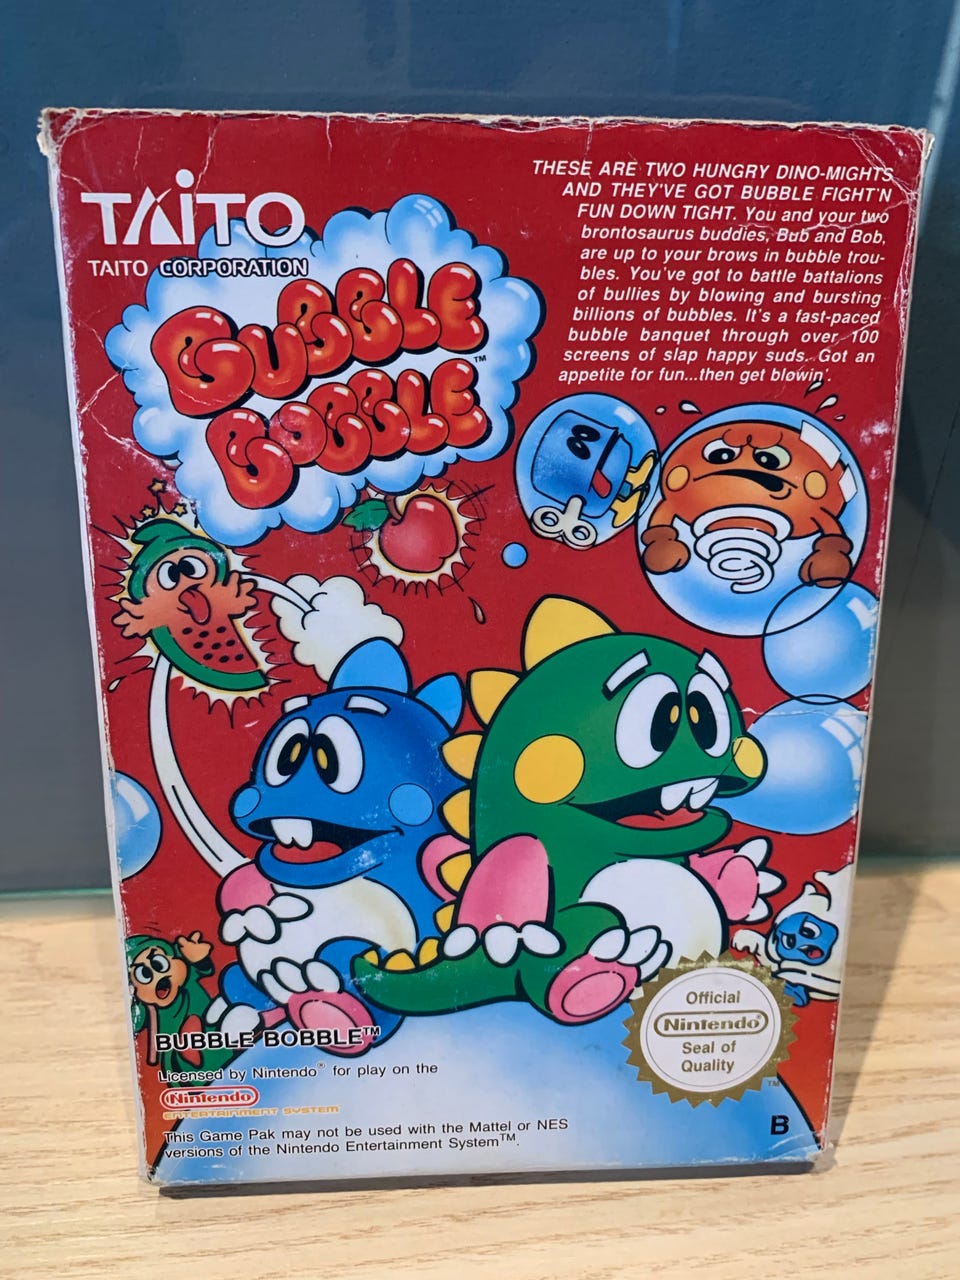 TAITO
TAITO CORPORATION
BUBBLE
BOBBLE™
THESE ARE TWO HUNGRY DINO-MIGHTS
AND THEY'VE GOT BUBBLE FIGHT'N
FUN DOWN TIGHT. You and your two
brontosaurus buddies, Bub and Bob,
are up to your brows in bubble trou-
bles. You've got to battle battalions
of bullies by blowing and bursting
billions of bubbles. It's a fast-paced
bubble banquet through over 100
screens of slap happy suds. Got an
appetite for fun...then get blowin'.
BUBBLE BOBBLE™
Licensed by Nintendo® for play on the
Nintendo®
ENTERTAINMENT SYSTEM
This Game Pak may not be used with the Mattel or NES
versions of the Nintendo Entertainment System™.
Official
Nintendo®
Seal of
Quality
TM
B